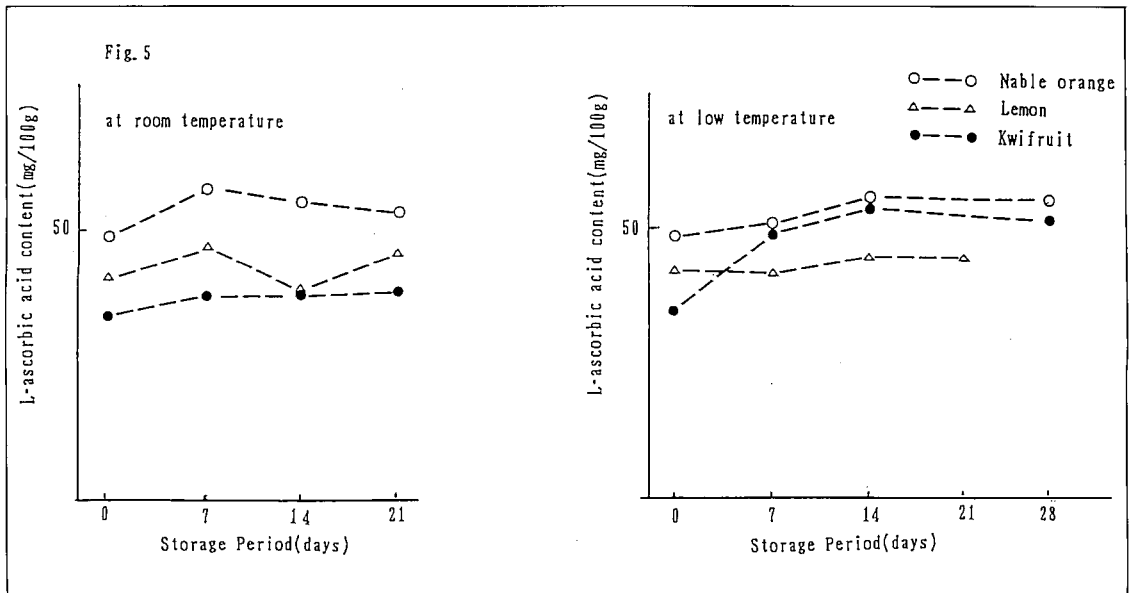 Fig. 5
at room temperature
L-ascorbic acid content(mg/100g)
50
0 7 14 21
Storage Period(days)
at low temperature
Nable orange
Lemon
Kwifruit
L-ascorbic acid content(mg/100g)
50
0 7 14 21 28
Storage Period(days)